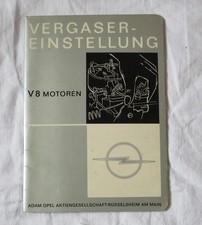 VERGASER-
EINSTELLUNG
V8 MOTOREN
ADAM OPEL AKTIENGESELLSCHAFT·RÜSSELSHEIM AM MAIN